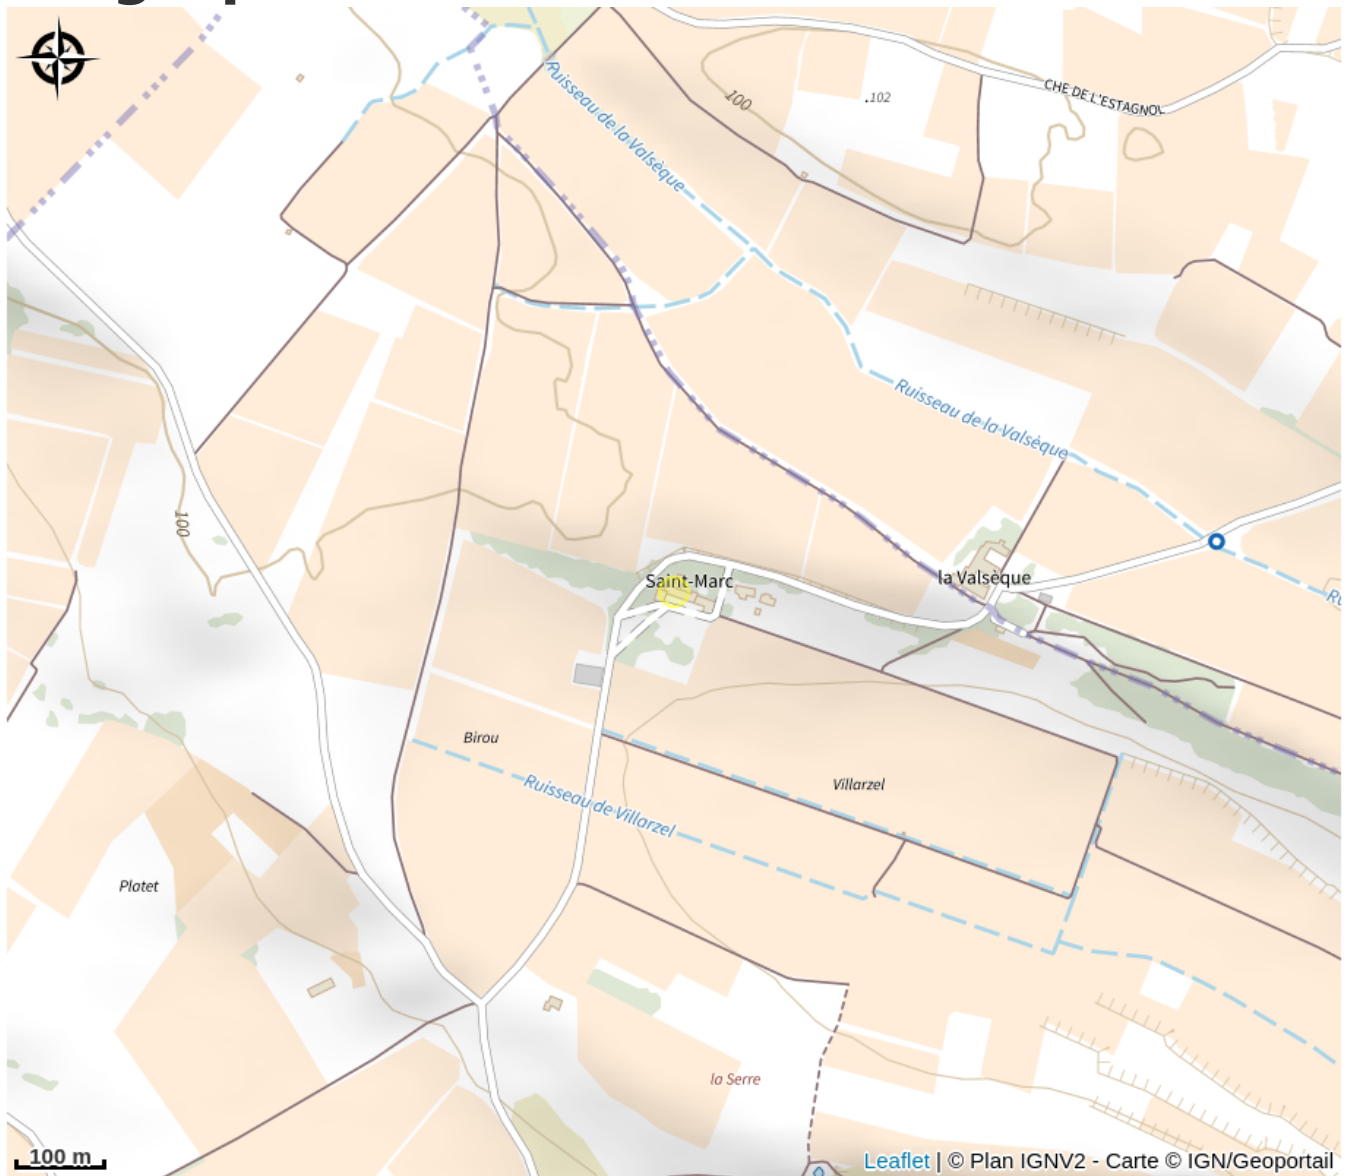 100
.102
CHE DE L'ESTAGNOL
Ruisseau de la Valsèque
Ruisseau de la Valsèque
100
Saint-Marc
la Valsèque
Birou
Villarzel
Ruisseau de Villarzel
Platet
la Serre
100 m
Leaflet | © Plan IGNV2 - Carte © IGN/Geoportail